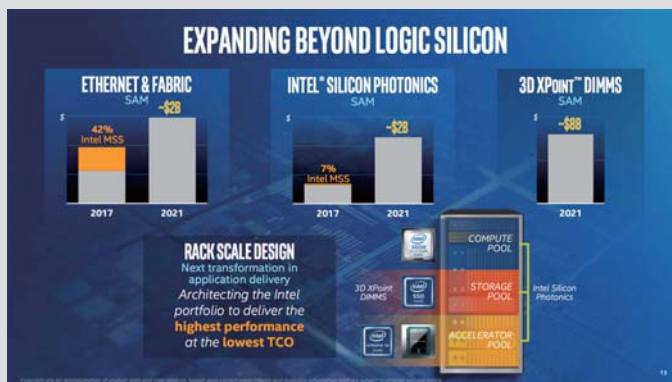 EXPANDING BEYOND LOGIC SILICON
ETHERNET & FABRIC
SAM
$
42%
Intel MSS
~$2B
2017
2021
INTEL® SILICON PHOTONICS
SAM
$
7%
Intel MSS
~$2B
2017
2021
3D XPOINT™ DIMMS
SAM
$
~$8B
2021
RACK SCALE DESIGN
Next transformation in
application delivery
Architecting the Intel
portfolio to deliver the
highest performance
at the lowest TCO
3D XPoint
DIMMS
COMPUTE
POOL
STORAGE
POOL
ACCELERATOR
POOL
Intel Silicon
Photonics